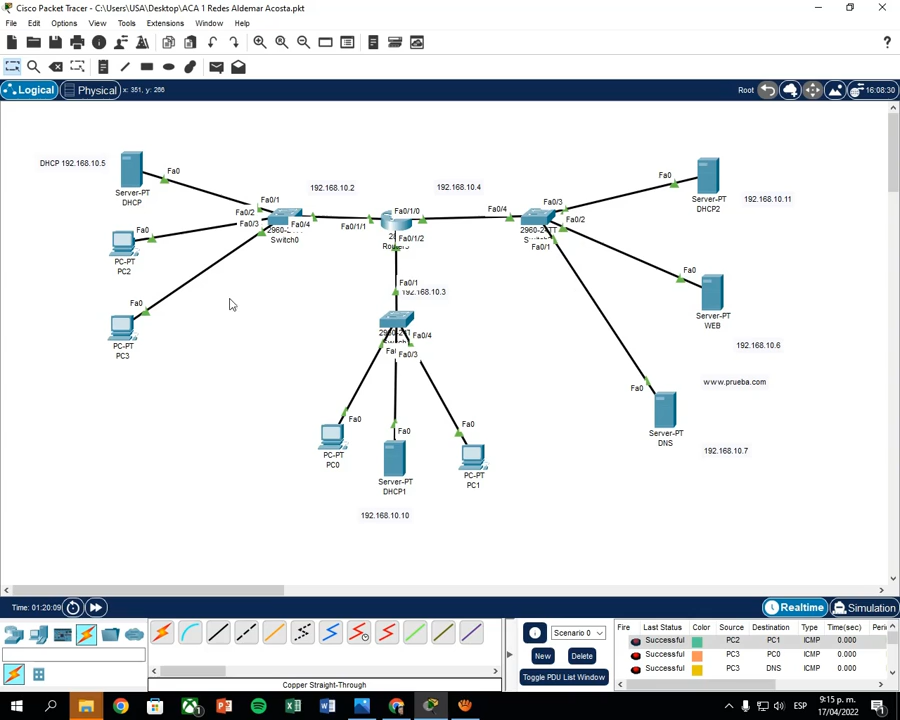 Cisco Packet Tracer - C:\Users\USA\Desktop\ACA 1 Redes Aldemar Acosta.pkt
File Edit Options View Tools Extensions Window Help
?
Logical Physical x: 351, y: 266
Root 16:08:30
DHCP 192.168.10.5
Fa0
Server-PT
DHCP
Fa0/1
Fa0/2
Fa0/3
Fa0/4
2960-24TT
Switch0
192.168.10.2
Fa0
PC-PT
PC2
Fa0
PC-PT
PC3
Fa0/1/1
Fa0/1/0
Fa0/1/2
192.168.10.4
Fa0/4
Fa0/3
Fa0/2
2960-24TT
Fa0/1
Fa0
Server-PT
DHCP2
192.168.10.11
Fa0
Server-PT
WEB
192.168.10.6
www.prueba.com
Fa0
Server-PT
DNS
192.168.10.7
Fa0/1
192.168.10.3
Fa0/4
Fa0/3
Fa0
PC-PT
PC0
Fa0
Server-PT
DHCP1
192.168.10.10
Fa0
PC-PT
PC1
Time: 01:20:09
Realtime Simulation
Scenario 0
New Delete
Toggle PDU List Window
Copper Straight-Through
Fire Last Status Color Source Destination Type Time(sec)
Successful PC2 PC1 ICMP 0.000
Successful PC3 PC0 ICMP 0.000
Successful PC3 DNS ICMP 0.000
ESP
9:15 p. m.
17/04/2022